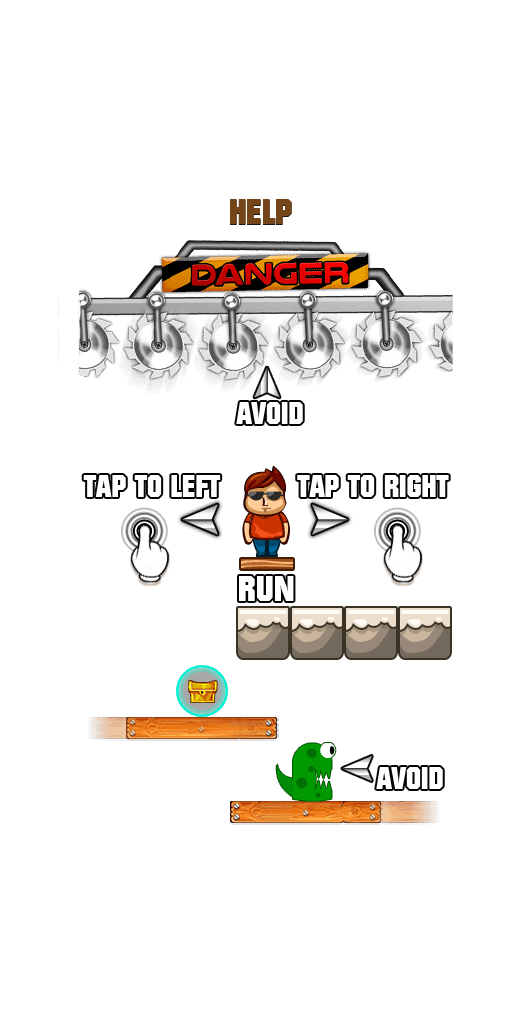 HELP
DANGER
AVOID
TAP TO LEFT
TAP TO RIGHT
RUN
AVOID